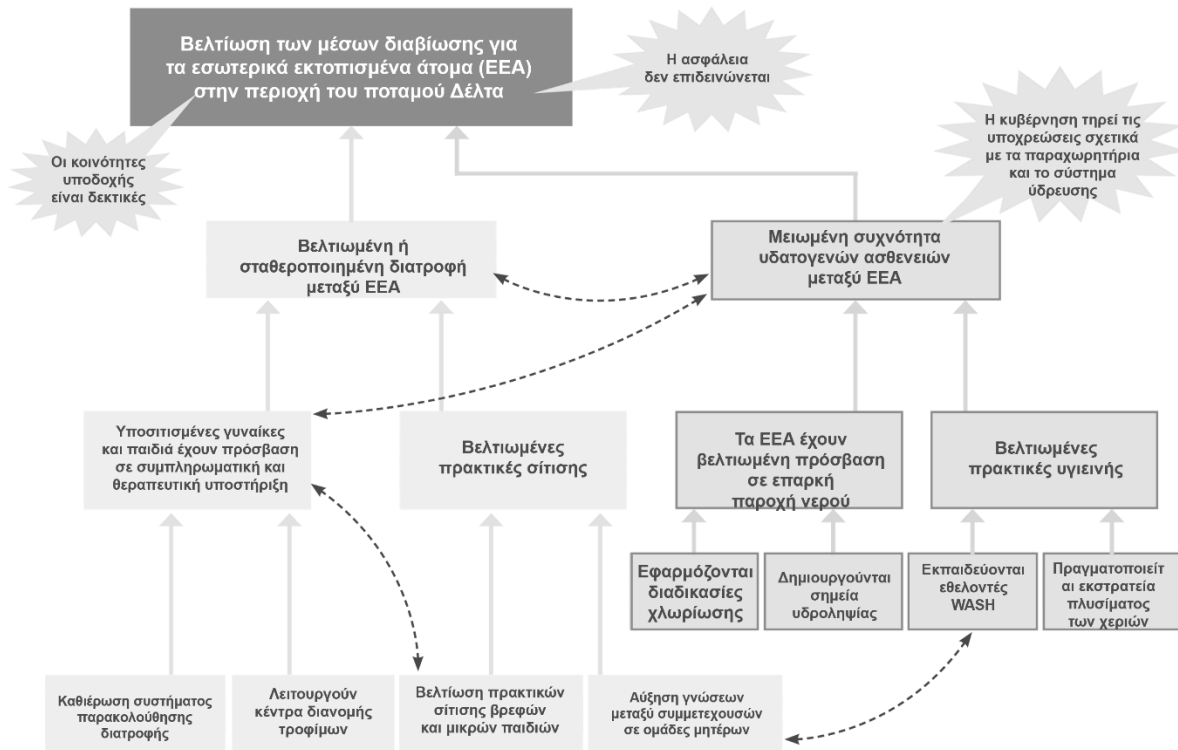 Βελτίωση των μέσων διαβίωσης για
τα εσωτερικά εκτοπισμένα άτομα (ΕΕΑ)
στην περιοχή του ποταμού Δέλτα
Η ασφάλεια
δεν επιδεινώνεται
Οι κοινότητες
υποδοχής
είναι δεκτικές
Η κυβέρνηση τηρεί τις
υποχρεώσεις σχετικά
με τα παραχωρητήρια
και το σύστημα
ύδρευσης
Βελτιωμένη ή
σταθεροποιημένη διατροφή
μεταξύ ΕΕΑ
Μειωμένη συχνότητα
υδατογενών ασθενειών
μεταξύ ΕΕΑ
Υποσιτισμένες γυναίκες
και παιδιά έχουν πρόσβαση
σε συμπληρωματική και
θεραπευτική υποστήριξη
Βελτιωμένες
πρακτικές σίτισης
Τα ΕΕΑ έχουν
βελτιωμένη πρόσβαση
σε επαρκή
παροχή νερού
Βελτιωμένες
πρακτικές υγιεινής
Εφαρμόζονται
διαδικασίες
χλωρίωσης
Δημιουργούνται
σημεία
υδροληψίας
Εκπαιδεύονται
εθελοντές
WASH
Πραγματοποιείτ
αι εκστρατεία
πλυσίματος
των χεριών
Καθιέρωση συστήματος
παρακολούθησης
διατροφής
Λειτουργούν
κέντρα διανομής
τροφίμων
Βελτίωση πρακτικών
σίτισης βρεφών
και μικρών παιδιών
Αύξηση γνώσεων
μεταξύ συμμετεχουσών
σε ομάδες μητέρων